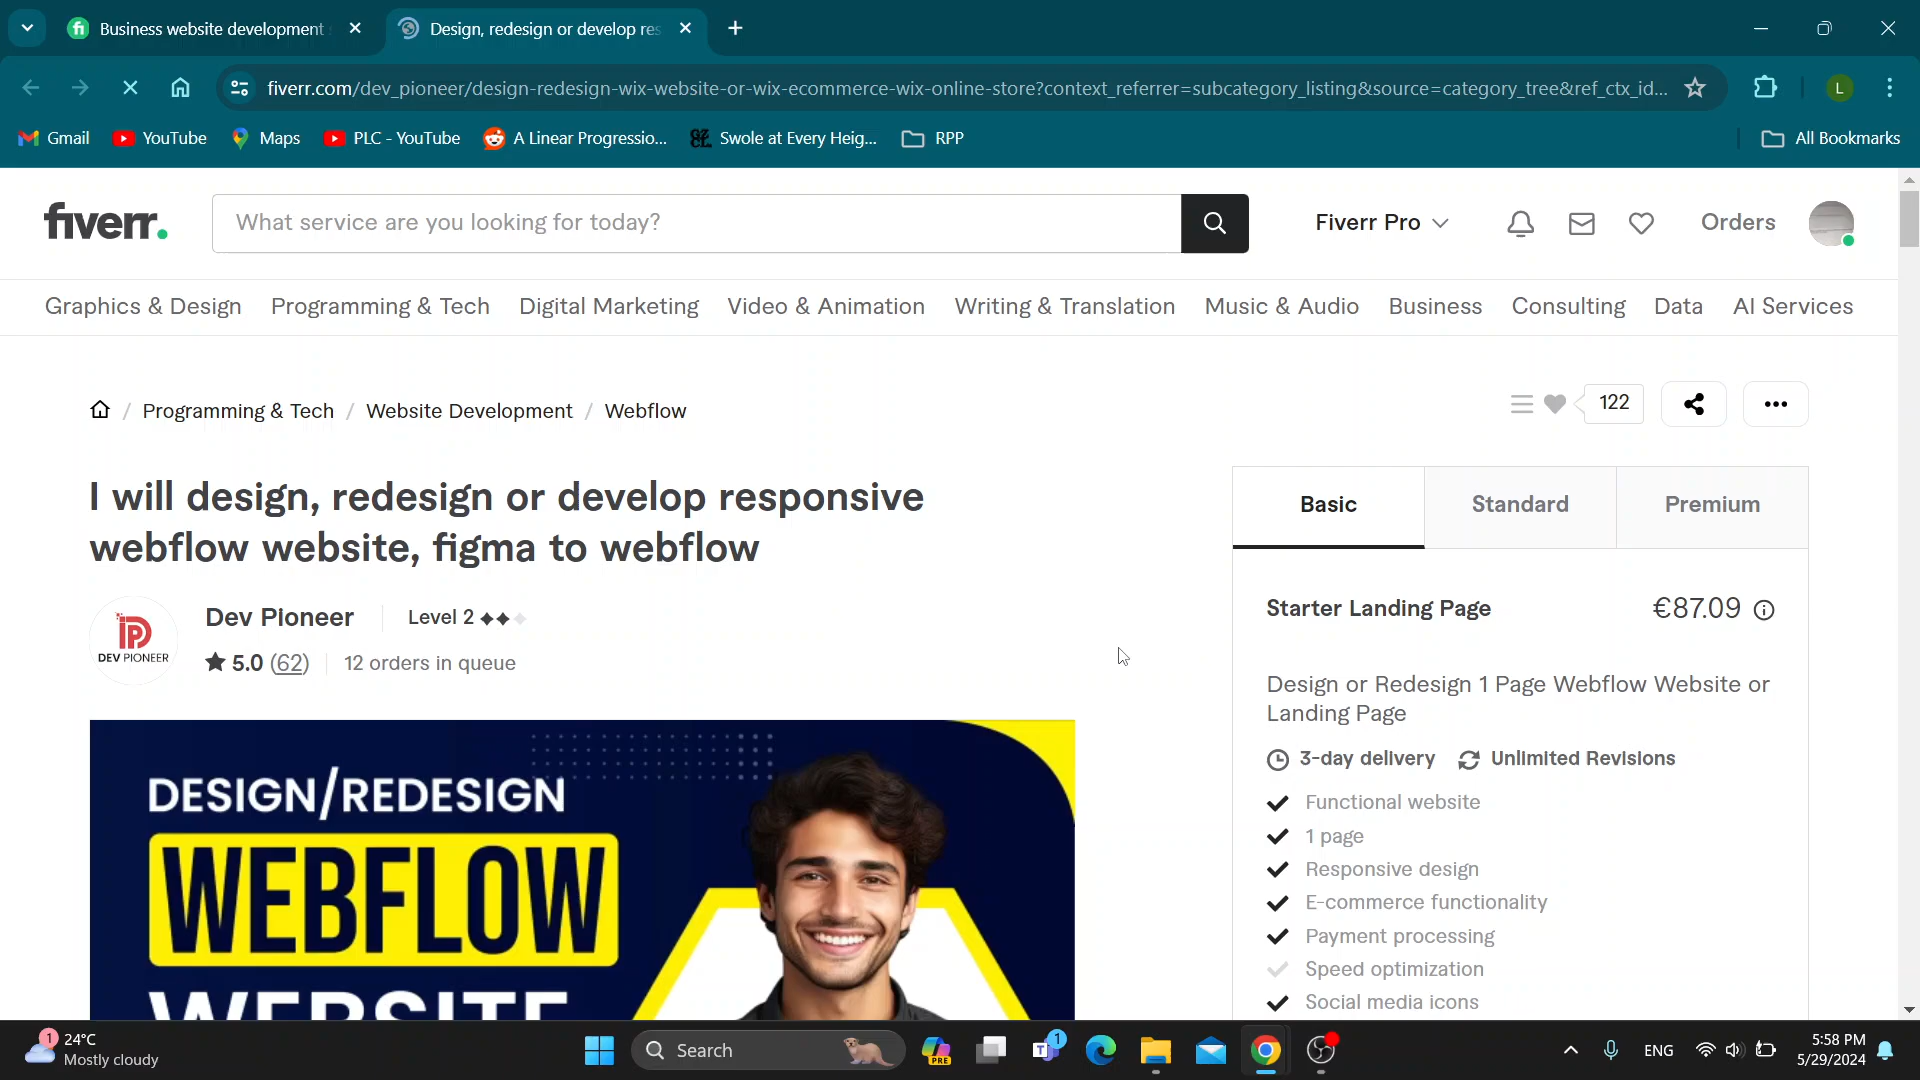 Business website development
Design, redesign or develop res
fiverr.com/dev_pioneer/design-redesign-wix-website-or-wix-ecommerce-wix-online-store?context_referrer=subcategory_listing&source=category_tree&ref_ctx_id...
L
Gmail
YouTube
Maps
PLC - YouTube
A Linear Progressio...
Swole at Every Heig...
RPP
All Bookmarks
fiverr.
What service are you looking for today?
Fiverr Pro
Orders
Graphics & Design
Programming & Tech
Digital Marketing
Video & Animation
Writing & Translation
Music & Audio
Business
Consulting
Data
AI Services
/ Programming & Tech / Website Development / Webflow
122
I will design, redesign or develop responsive
webflow website, figma to webflow
DEV PIONEER
Dev Pioneer
Level 2
5.0 (62)
12 orders in queue
DESIGN/REDESIGN
WEBFLOW
WEBSITE
Basic
Standard
Premium
Starter Landing Page
€87.09
Design or Redesign 1 Page Webflow Website or
Landing Page
3-day delivery
Unlimited Revisions
Functional website
1 page
Responsive design
E-commerce functionality
Payment processing
Speed optimization
Social media icons
1
24°C
Mostly cloudy
Search
PRE
1
ENG
5:58 PM
5/29/2024